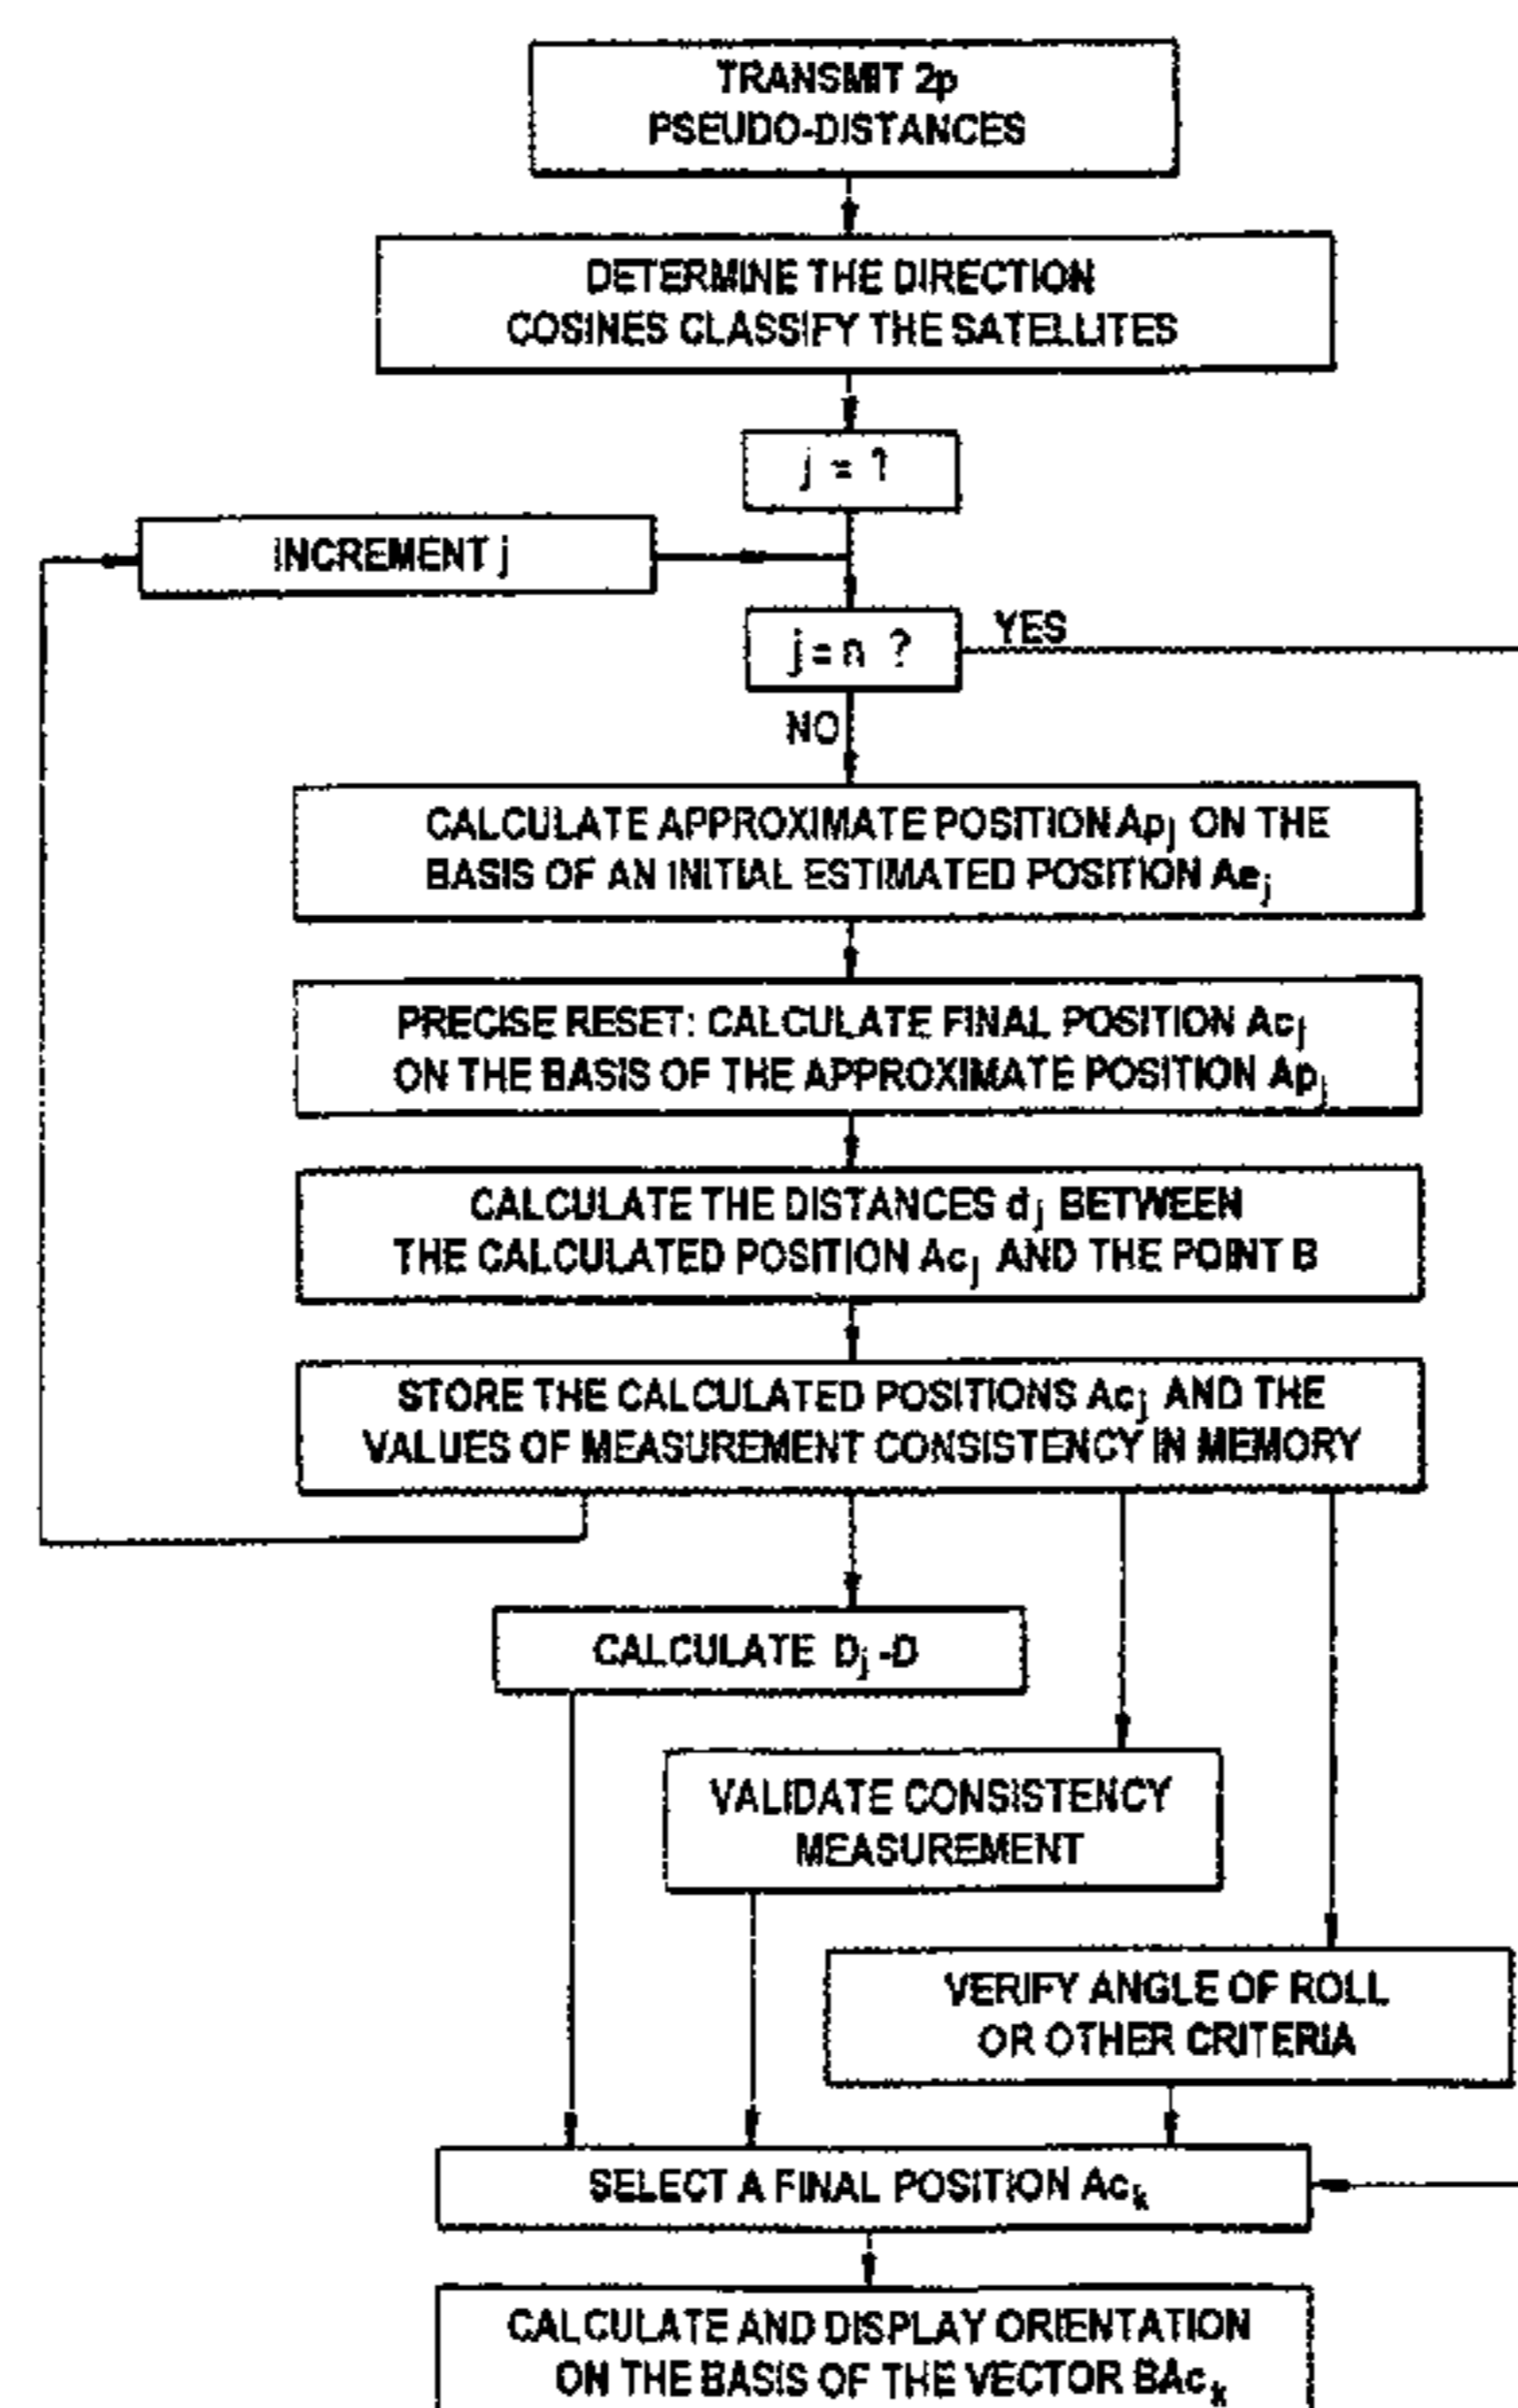 TRANSMIT 2p
PSEUDO-DISTANCES
DETERMINE THE DIRECTION
COSINES CLASSIFY THE SATELLITES
j = 1
INCREMENT j
j = n ?
YES
NO
CALCULATE APPROXIMATE POSITION Apj ON THE
BASIS OF AN INITIAL ESTIMATED POSITION Aej
PRECISE RESET: CALCULATE FINAL POSITION Acj
ON THE BASIS OF THE APPROXIMATE POSITION Apj
CALCULATE THE DISTANCES dj BETWEEN
THE CALCULATED POSITION Acj AND THE POINT B
STORE THE CALCULATED POSITIONS Acj AND THE
VALUES OF MEASUREMENT CONSISTENCY IN MEMORY
CALCULATE Dj -D
VALIDATE CONSISTENCY
MEASUREMENT
VERIFY ANGLE OF ROLL
OR OTHER CRITERIA
SELECT A FINAL POSITION Ack
CALCULATE AND DISPLAY ORIENTATION
ON THE BASIS OF THE VECTOR BAck